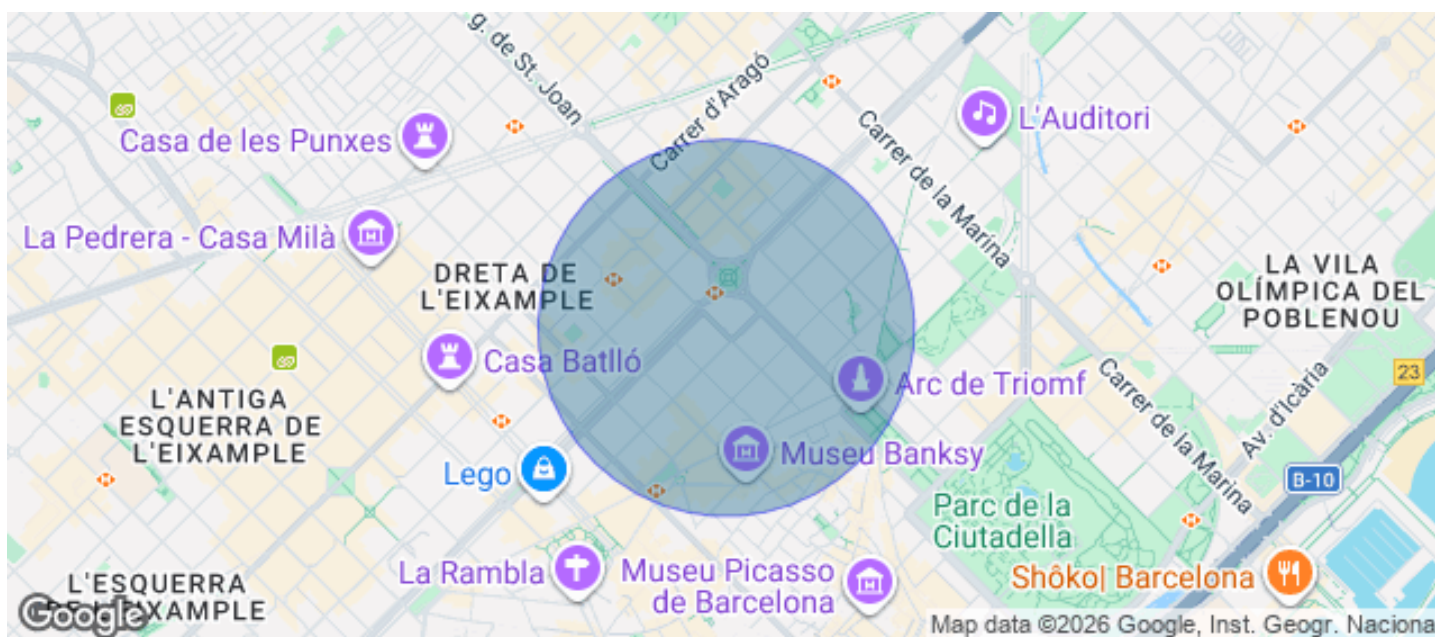 g. de St. Joan
Carrer d'Aragó
L'Auditori
Casa de les Punxes
Carrer de la Marina
La Pedrera - Casa Milà
DRETA DE
L'EIXAMPLE
LA VILA
OLÍMPICA DEL
POBLENOU
Casa Batlló
Arc de Triomf
23
L'ANTIGA
ESQUERRA DE
L'EIXAMPLE
Carrer de la Marina
Av. d'Icària
Museu Banksy
Lego
B-10
Parc de la
Ciutadella
La Rambla
Museu Picasso
de Barcelona
Shôko| Barcelona
L'ESQUERRA
DE L'EIXAMPLE
Google
Map data ©2026 Google, Inst. Geogr. Naciona